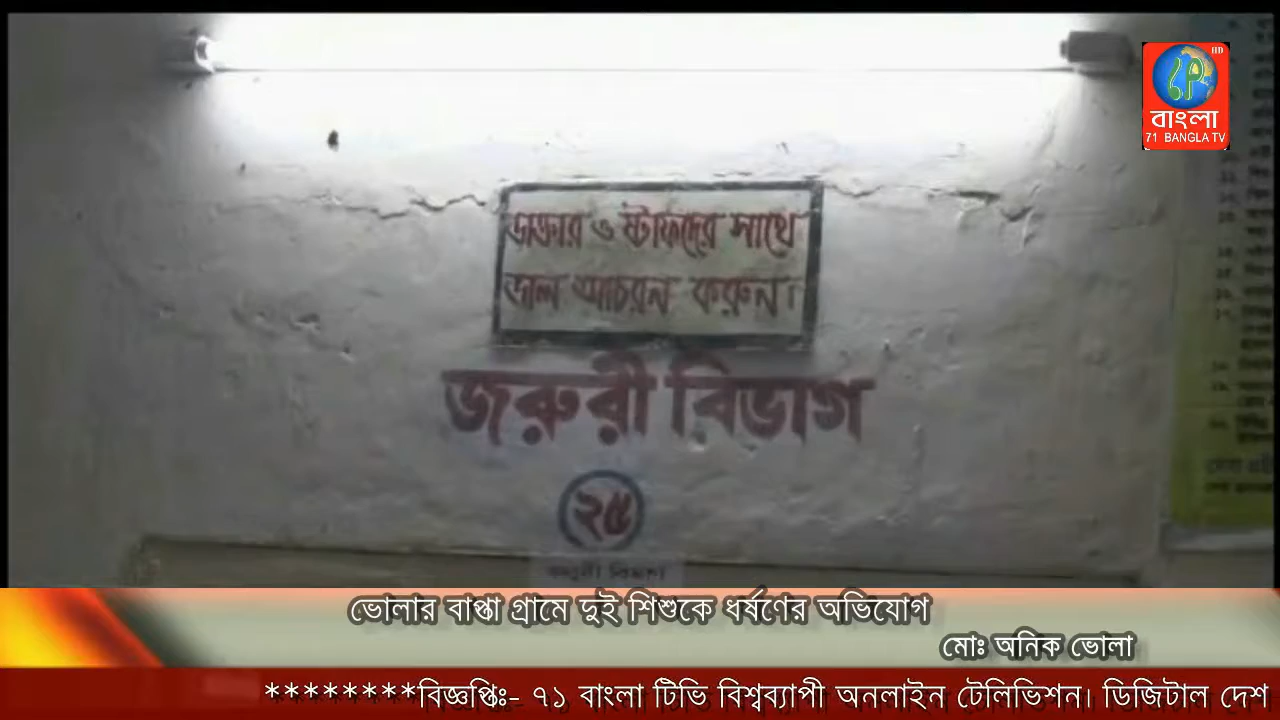 HD
বাংলা
71 BANGLA TV
ডাক্তার ও ষ্টাফদের সাথে
ভাল আচরন করুন।
জরুরী বিভাগ
২৫
জরুরী বিভাগ
ভোলার বাপ্তা গ্রামে দুই শিশুকে ধর্ষণের অভিযোগ
মোঃ অনিক ভোলা
********বিজ্ঞপ্তিঃ- ৭১ বাংলা টিভি বিশ্বব্যাপী অনলাইন টেলিভিশন। ডিজিটাল দেশ